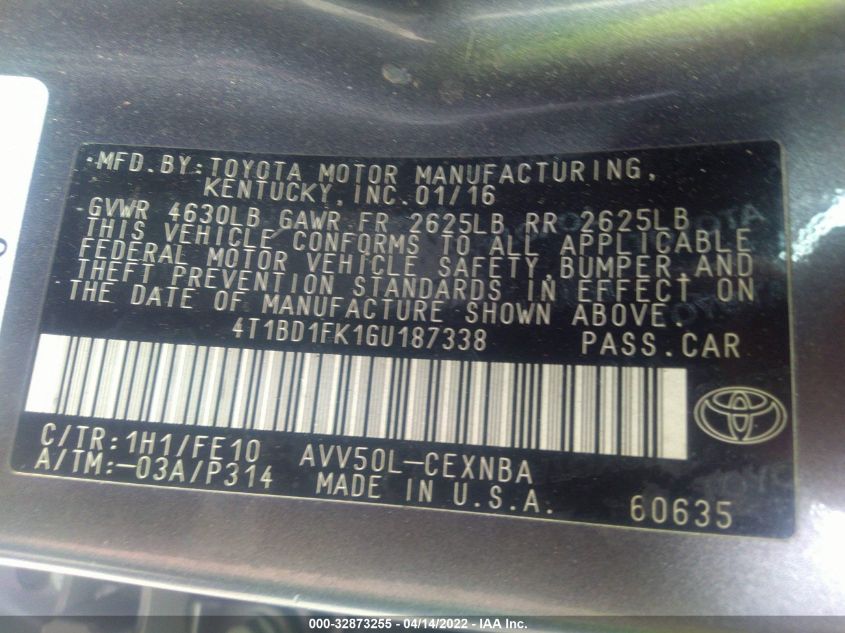 MFD. BY: TOYOTA MOTOR MANUFACTURING,
KENTUCKY, INC. 01/16
GVWR 4630LB GAWR FR 2625LB RR 2625LB
THIS VEHICLE CONFORMS TO ALL APPLICABLE
FEDERAL MOTOR VEHICLE SAFETY, BUMPER, AND
THEFT PREVENTION STANDARDS IN EFFECT ON
THE DATE OF MANUFACTURE SHOWN ABOVE.
4T1BD1FK1GU187338 PASS. CAR
C/TR: 1H1/FE10 AVV50L-CEXNBA
A/TM:-03A/P314 MADE IN U.S.A. 60635
000-32873255 - 04/14/2022 - IAA Inc.